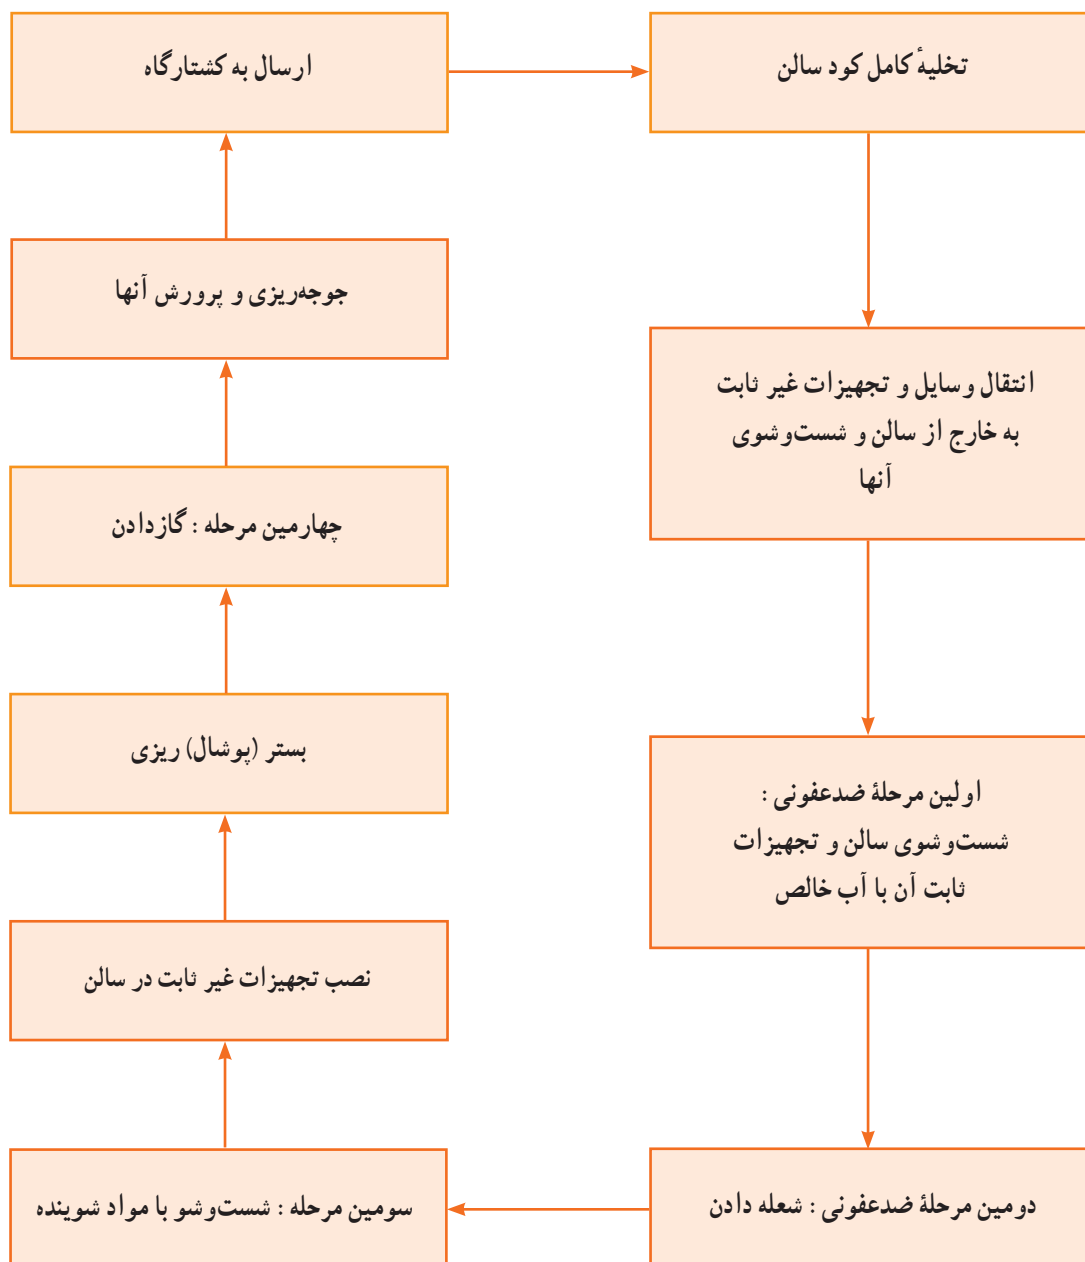 تخلیهٔ کامل کود سالن
انتقال وسایل و تجهیزات غیر ثابت
به خارج از سالن و شست‌وشوی
آنها
اولین مرحلهٔ ضدعفونی :
شست‌وشوی سالن و تجهیزات
ثابت آن با آب خالص
دومین مرحلهٔ ضدعفونی : شعله دادن
سومین مرحله : شست‌وشو با مواد شوینده
نصب تجهیزات غیر ثابت در سالن
بستر (پوشال) ریزی
چهارمین مرحله : گازدادن
جوجه‌ریزی و پرورش آنها
ارسال به کشتارگاه